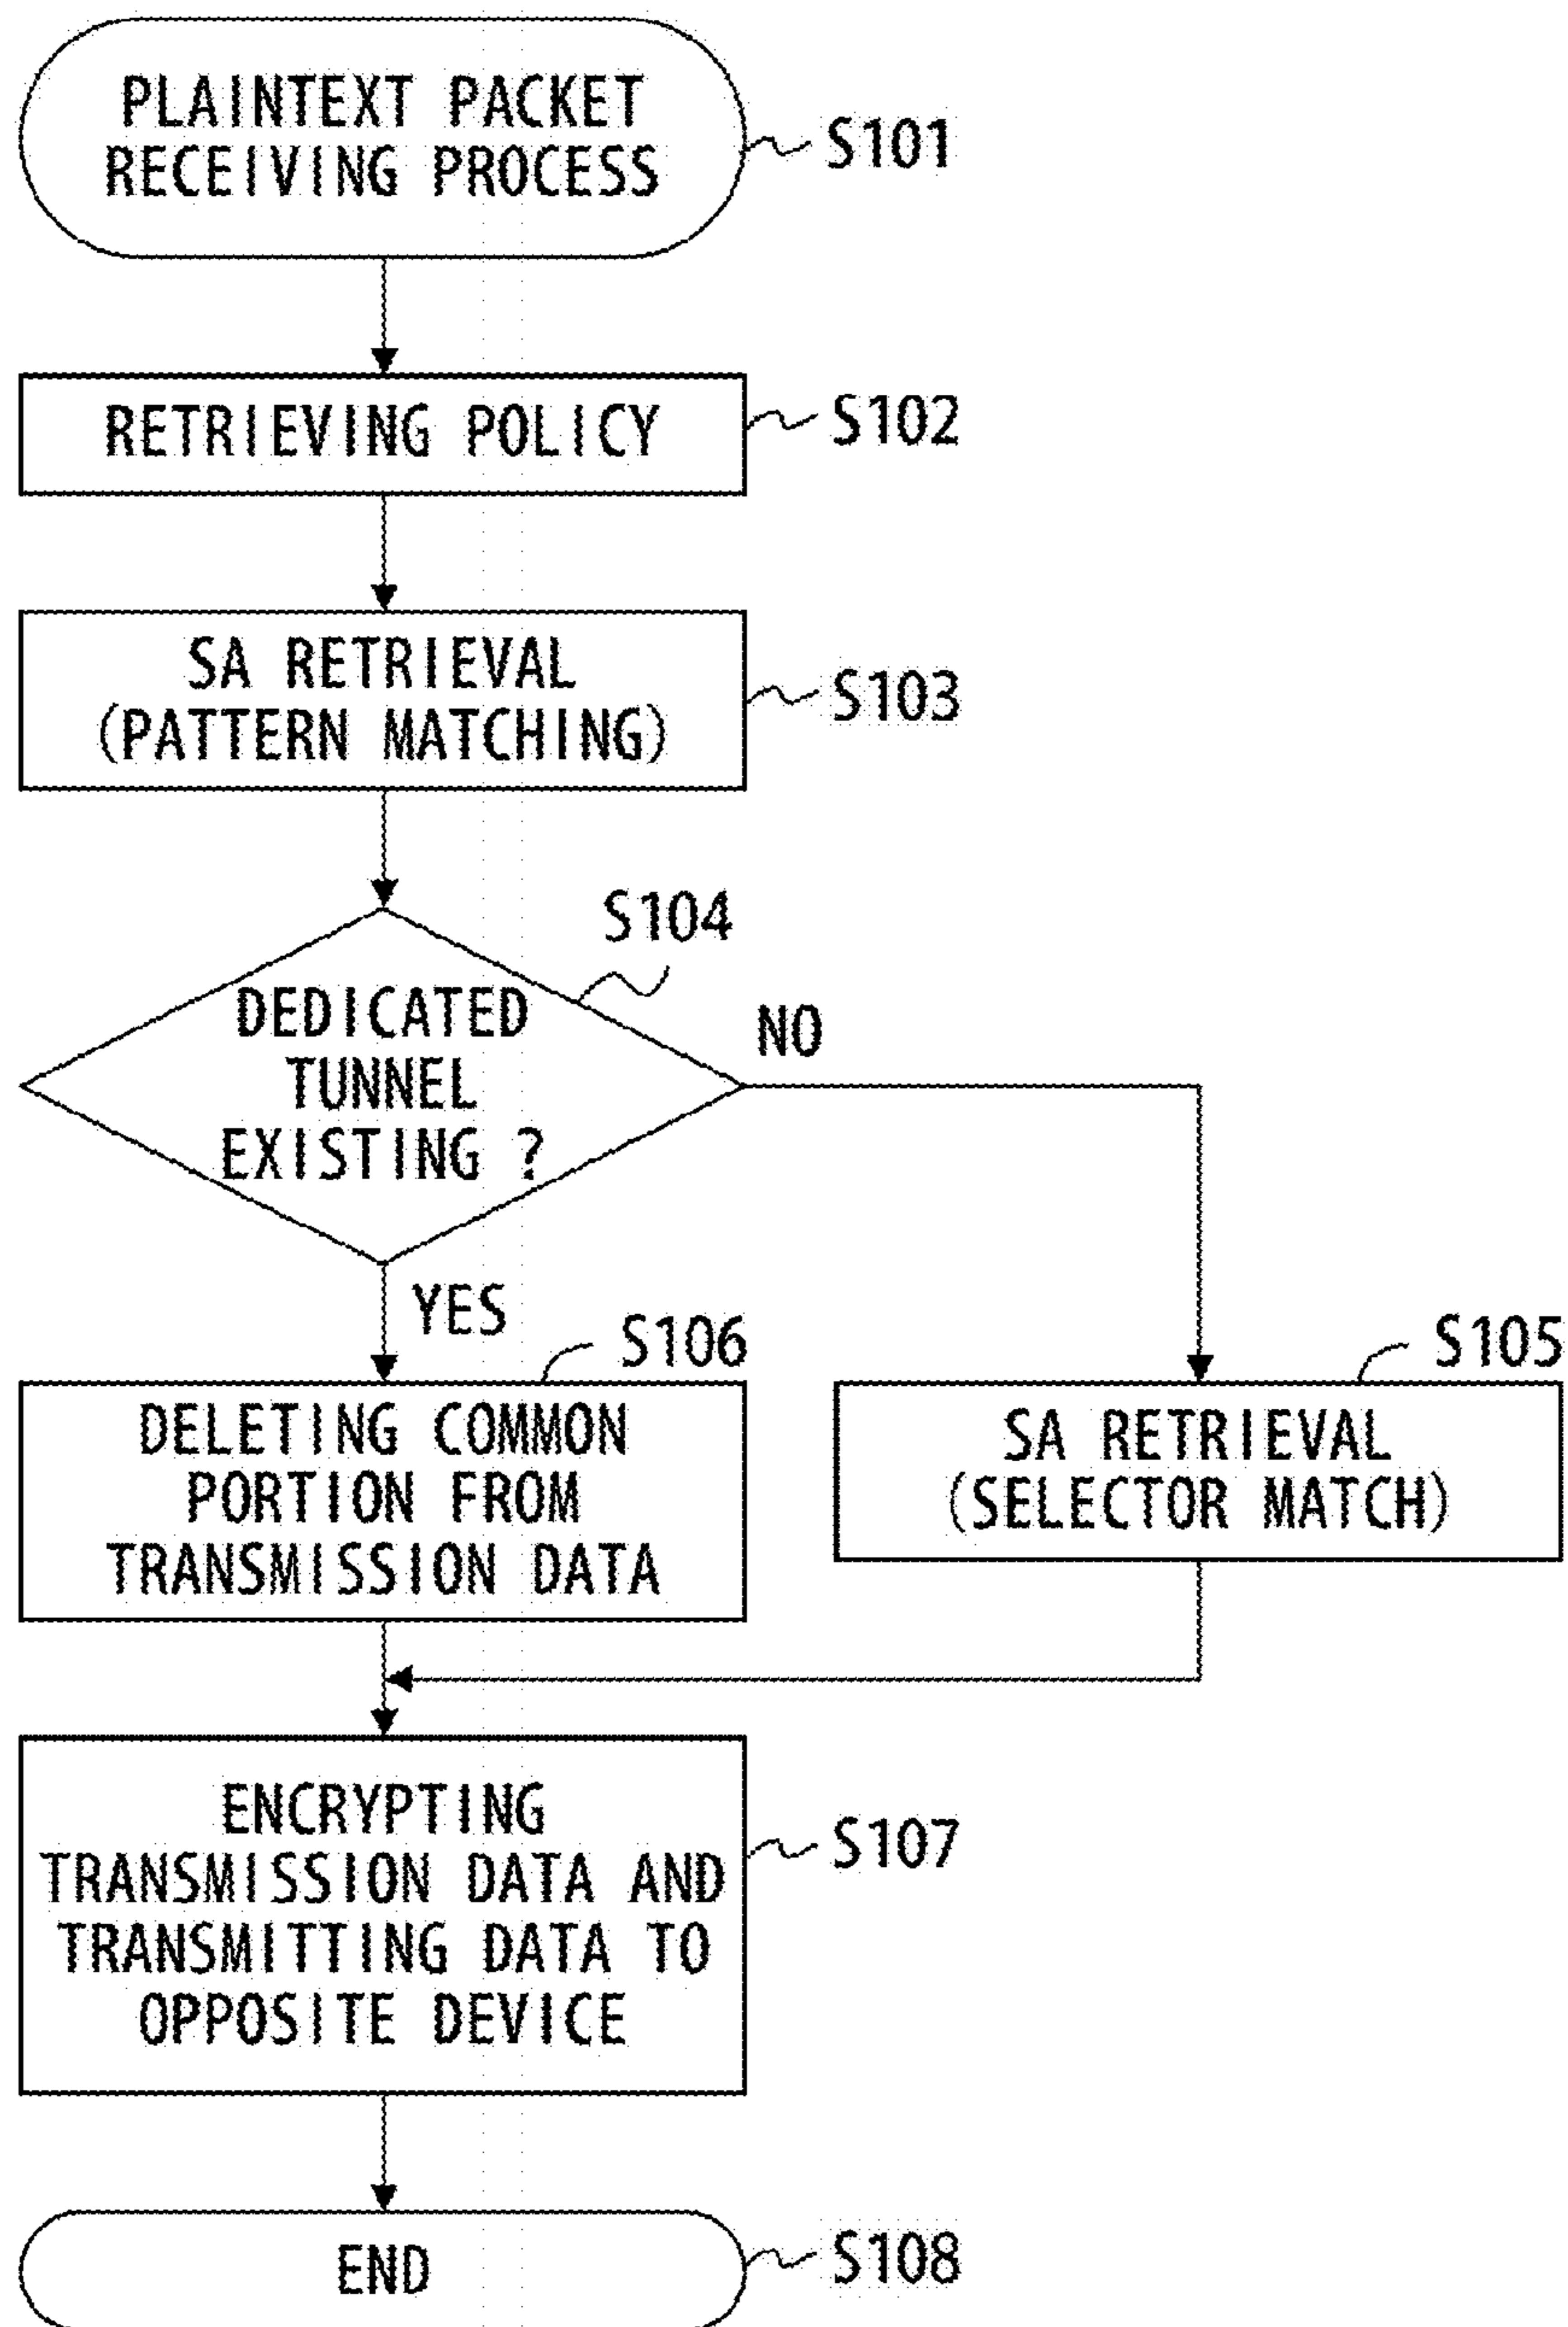 PLAINTEXT PACKET
RECEIVING PROCESS
S101
RETRIEVING POLICY
S102
SA RETRIEVAL
(PATTERN MATCHING)
S103
S104
DEDICATED
TUNNEL
EXISTING ?
NO
YES
S106
DELETING COMMON
PORTION FROM
TRANSMISSION DATA
S105
SA RETRIEVAL
(SELECTOR MATCH)
ENCRYPTING
TRANSMISSION DATA AND
TRANSMITTING DATA TO
OPPOSITE DEVICE
S107
END
S108